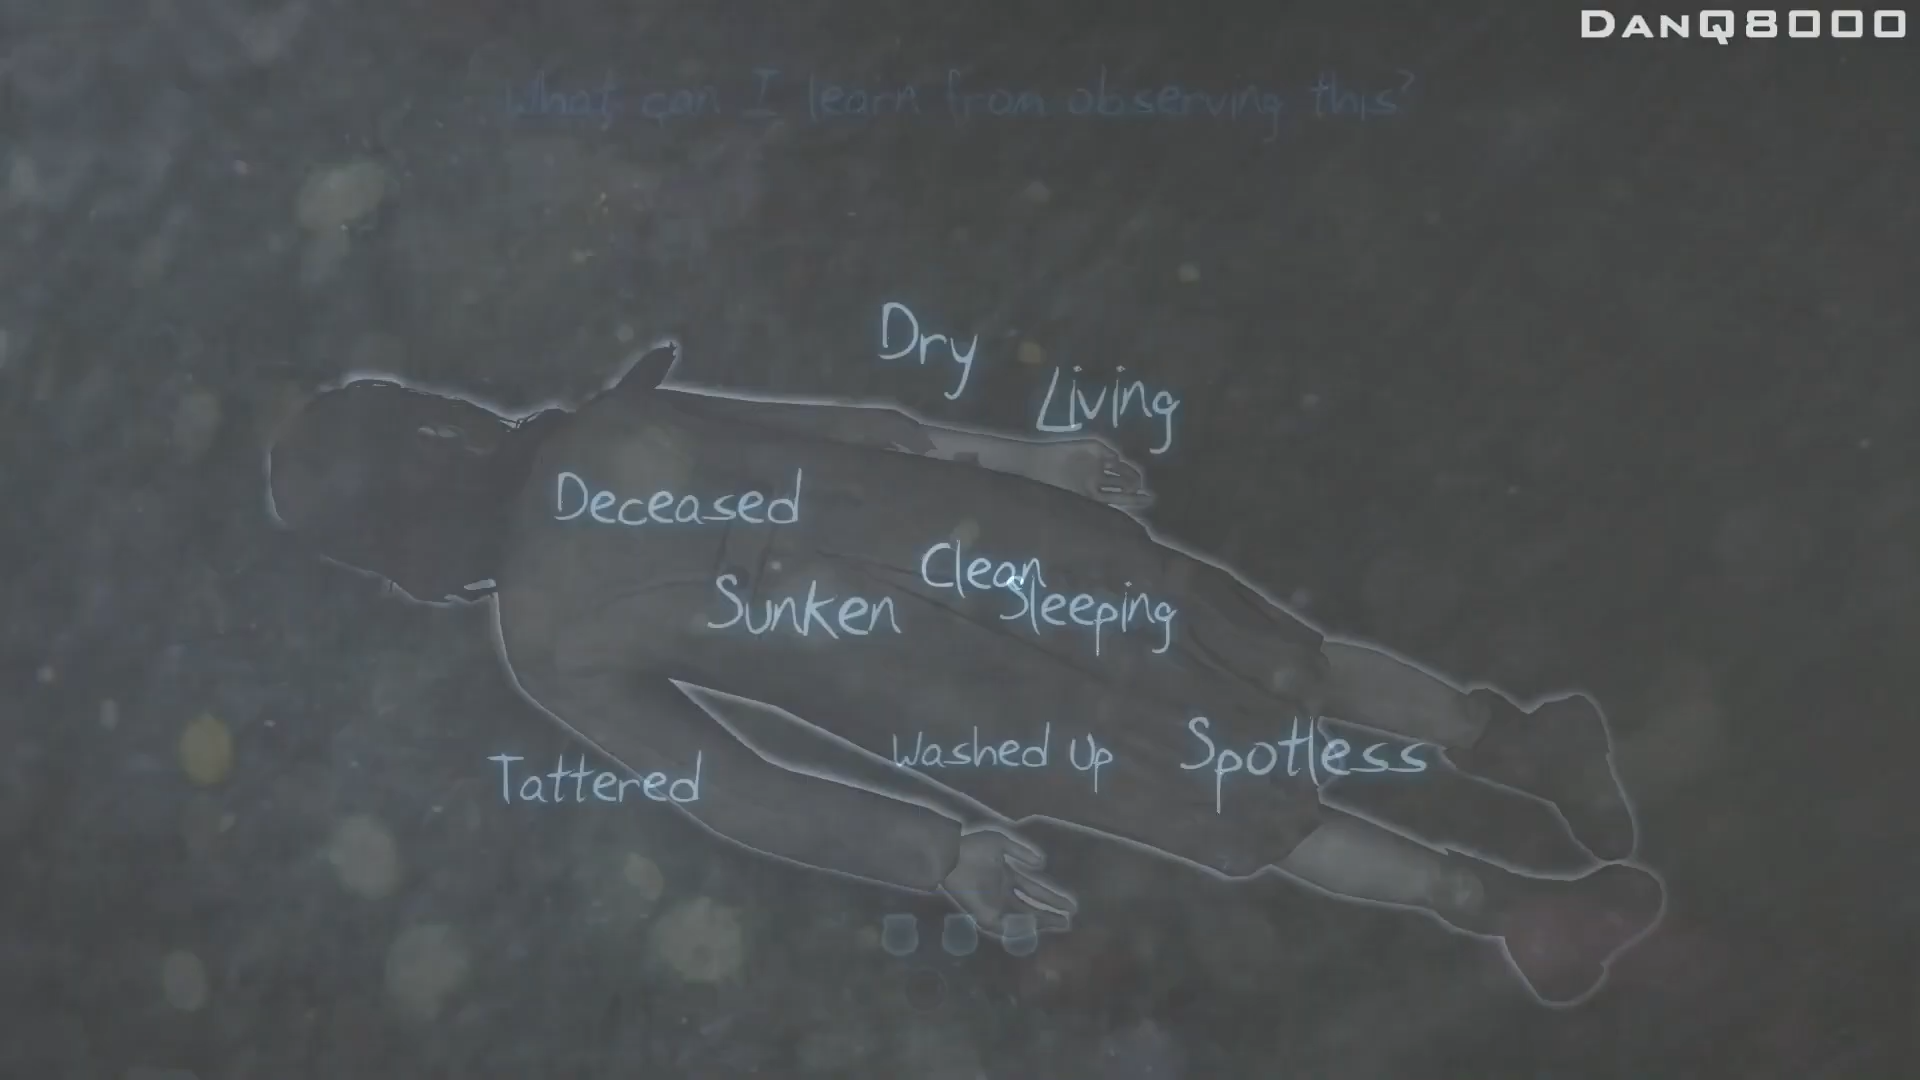 DanQ8000
...What can I learn from observing this?
Dry
Living
Deceased
Clean
Sunken
Sleeping
Washed Up
Spotless
Tattered